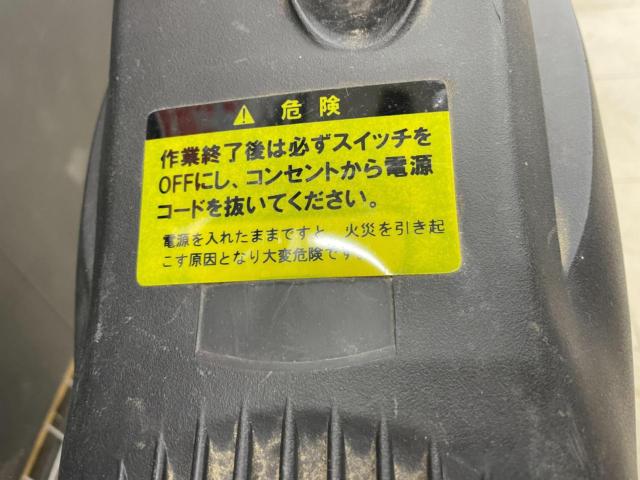 危険
作業終了後は必ずスイッチを
OFFにし、コンセントから電源
コードを抜いてください。
電源を入れたままですと、火災を引き起
こす原因となり大変危険です。